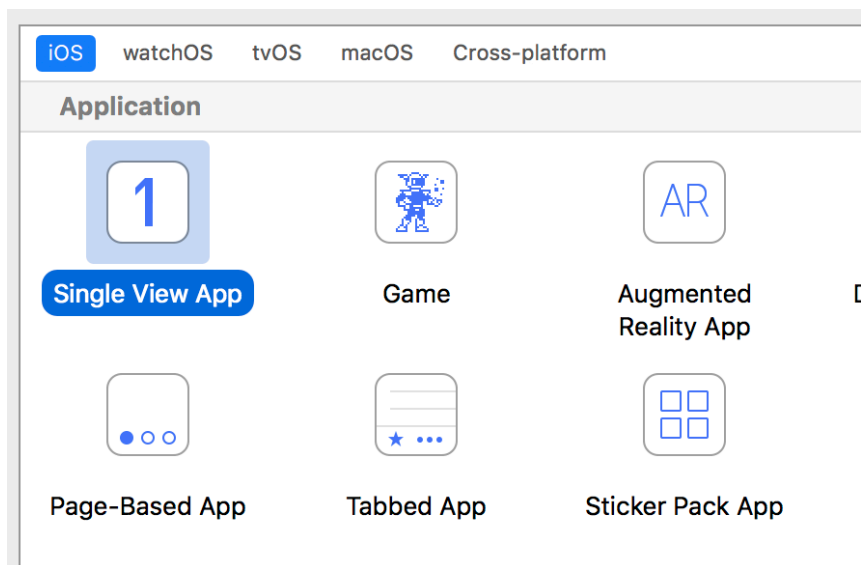 iOS watchOS tvOS macOS Cross-platform
Application
1
AR
Single View App Game Augmented
Reality App
Page-Based App Tabbed App Sticker Pack App